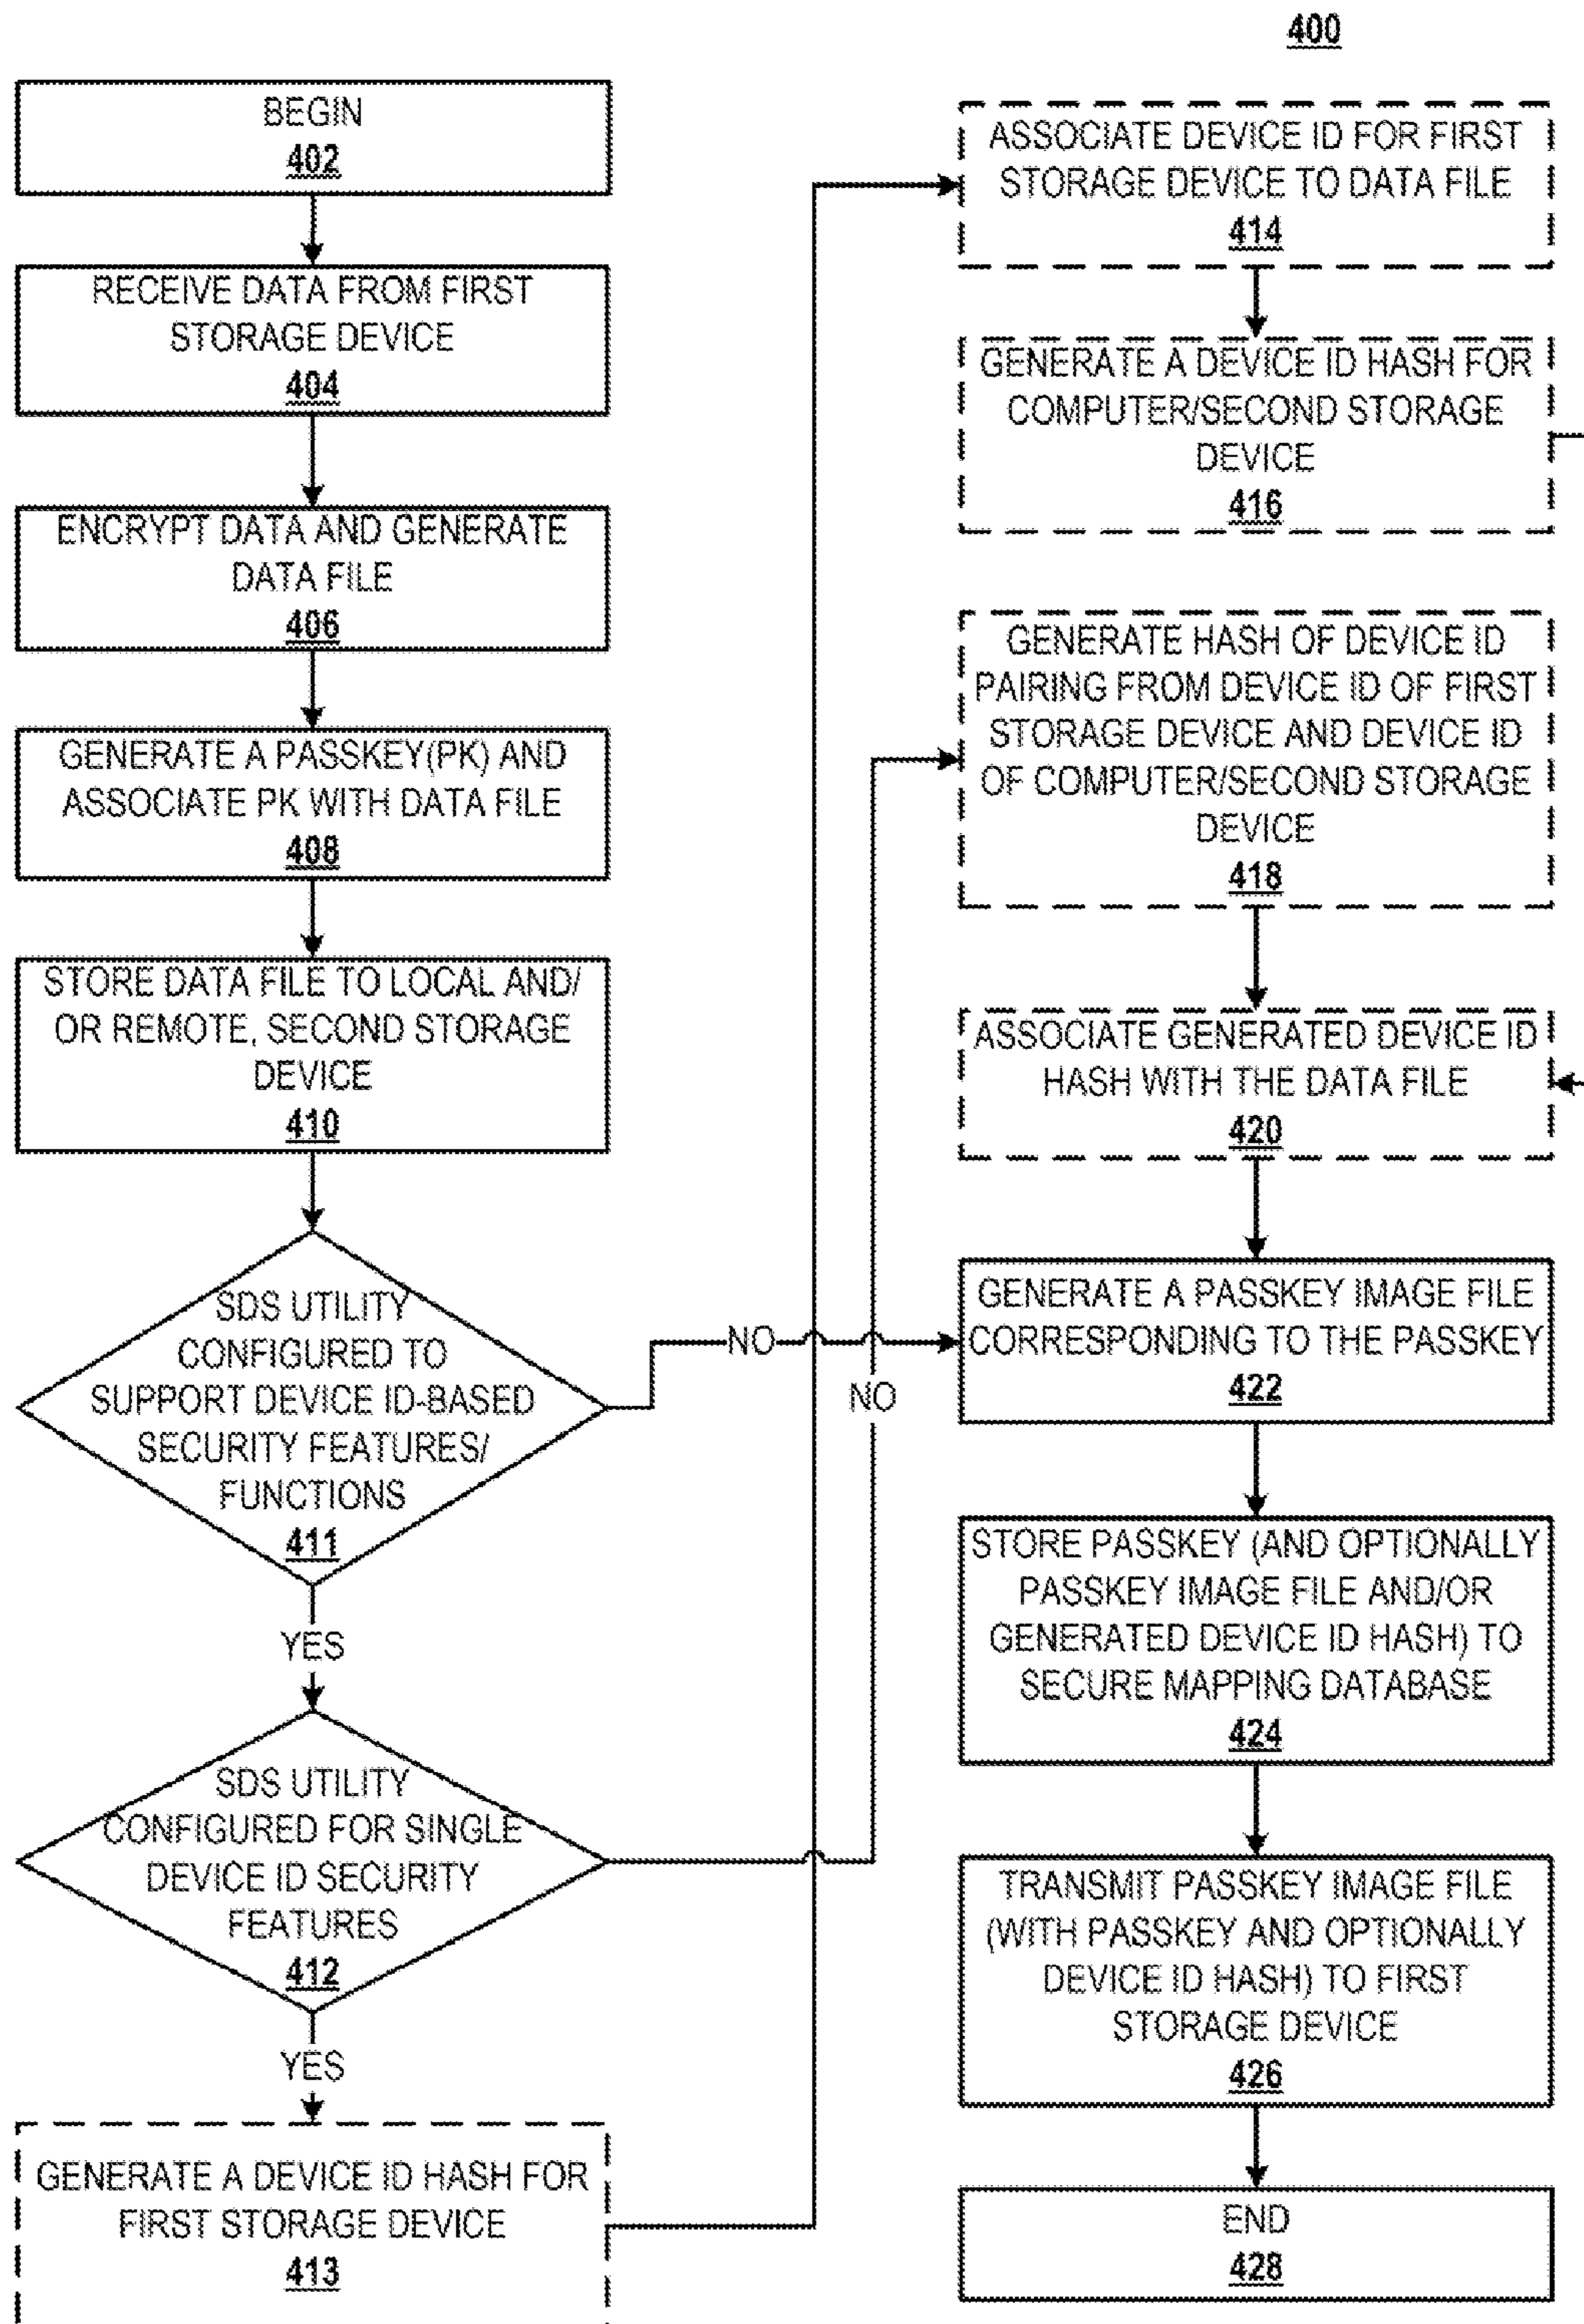 400
BEGIN
402
RECEIVE DATA FROM FIRST
STORAGE DEVICE
404
ENCRYPT DATA AND GENERATE
DATA FILE
406
GENERATE A PASSKEY(PK) AND
ASSOCIATE PK WITH DATA FILE
408
STORE DATA FILE TO LOCAL AND/
OR REMOTE, SECOND STORAGE
DEVICE
410
SDS UTILITY
CONFIGURED TO
SUPPORT DEVICE ID-BASED
SECURITY FEATURES/
FUNCTIONS
411
NO
YES
SDS UTILITY
CONFIGURED FOR SINGLE
DEVICE ID SECURITY
FEATURES
412
NO
YES
GENERATE A DEVICE ID HASH FOR
FIRST STORAGE DEVICE
413
ASSOCIATE DEVICE ID FOR FIRST
STORAGE DEVICE TO DATA FILE
414
GENERATE A DEVICE ID HASH FOR
COMPUTER/SECOND STORAGE
DEVICE
416
GENERATE HASH OF DEVICE ID
PAIRING FROM DEVICE ID OF FIRST
STORAGE DEVICE AND DEVICE ID
OF COMPUTER/SECOND STORAGE
DEVICE
418
ASSOCIATE GENERATED DEVICE ID
HASH WITH THE DATA FILE
420
GENERATE A PASSKEY IMAGE FILE
CORRESPONDING TO THE PASSKEY
422
STORE PASSKEY (AND OPTIONALLY
PASSKEY IMAGE FILE AND/OR
GENERATED DEVICE ID HASH) TO
SECURE MAPPING DATABASE
424
TRANSMIT PASSKEY IMAGE FILE
(WITH PASSKEY AND OPTIONALLY
DEVICE ID HASH) TO FIRST
STORAGE DEVICE
426
END
428